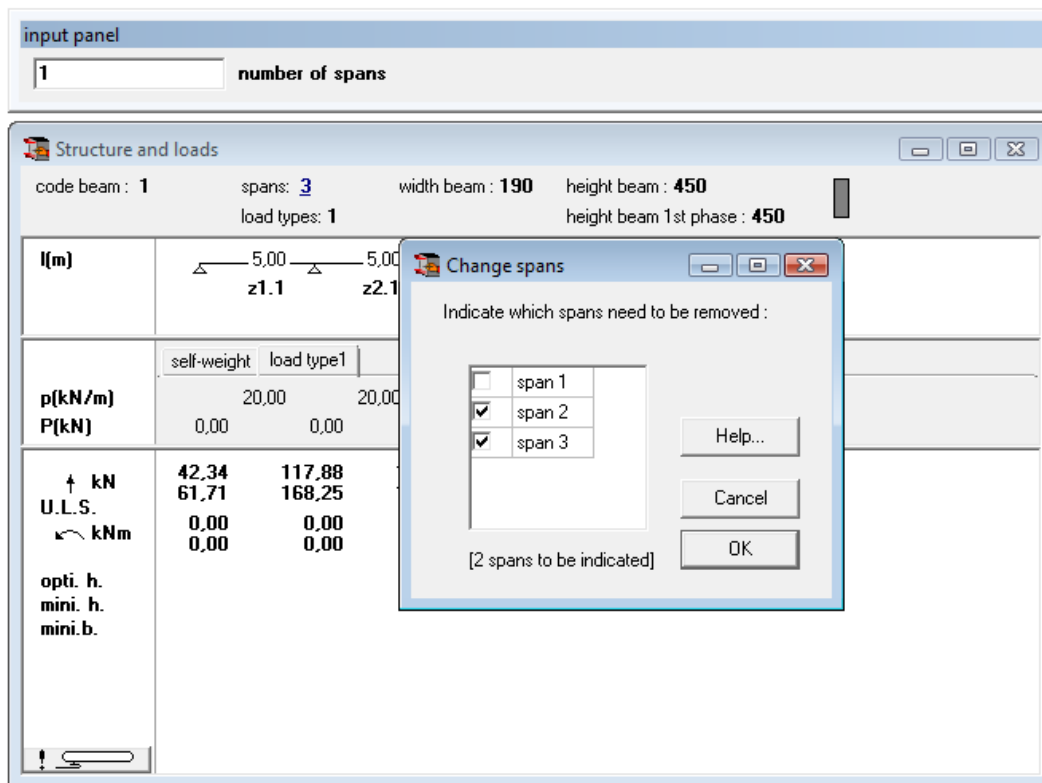 input panel
1 number of spans
Structure and loads
code beam : 1 spans: 3 width beam : 190 height beam : 450
load types: 1 height beam 1st phase : 450
l(m) 5,00 5,00
z1.1 z2.1
Change spans
Indicate which spans need to be removed :
span 1
span 2
span 3
Help...
Cancel
OK
[2 spans to be indicated]
self-weight load type1
p(kN/m) 20,00 20,00
P(kN) 0,00 0,00
kN 42,34 117,88
U.L.S. 61,71 168,25
kNm 0,00 0,00
0,00 0,00
opti. h.
mini. h.
mini.b.